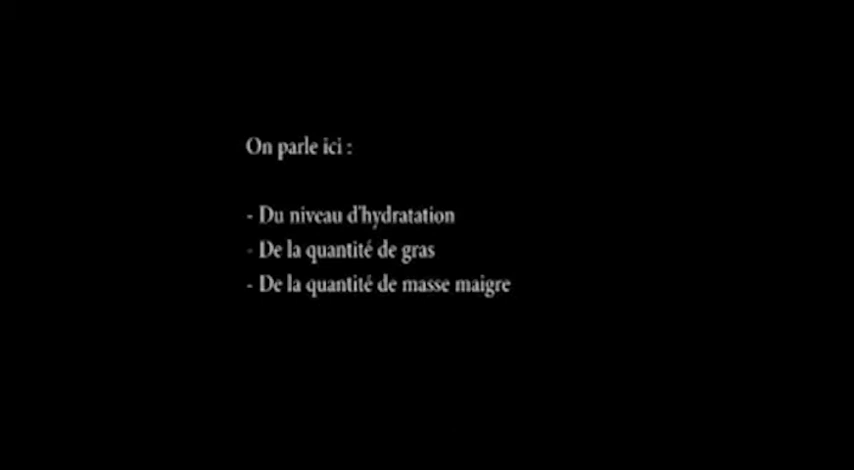 On parle ici :
- Du niveau d'hydratation
- De la quantité de gras
- De la quantité de masse maigre